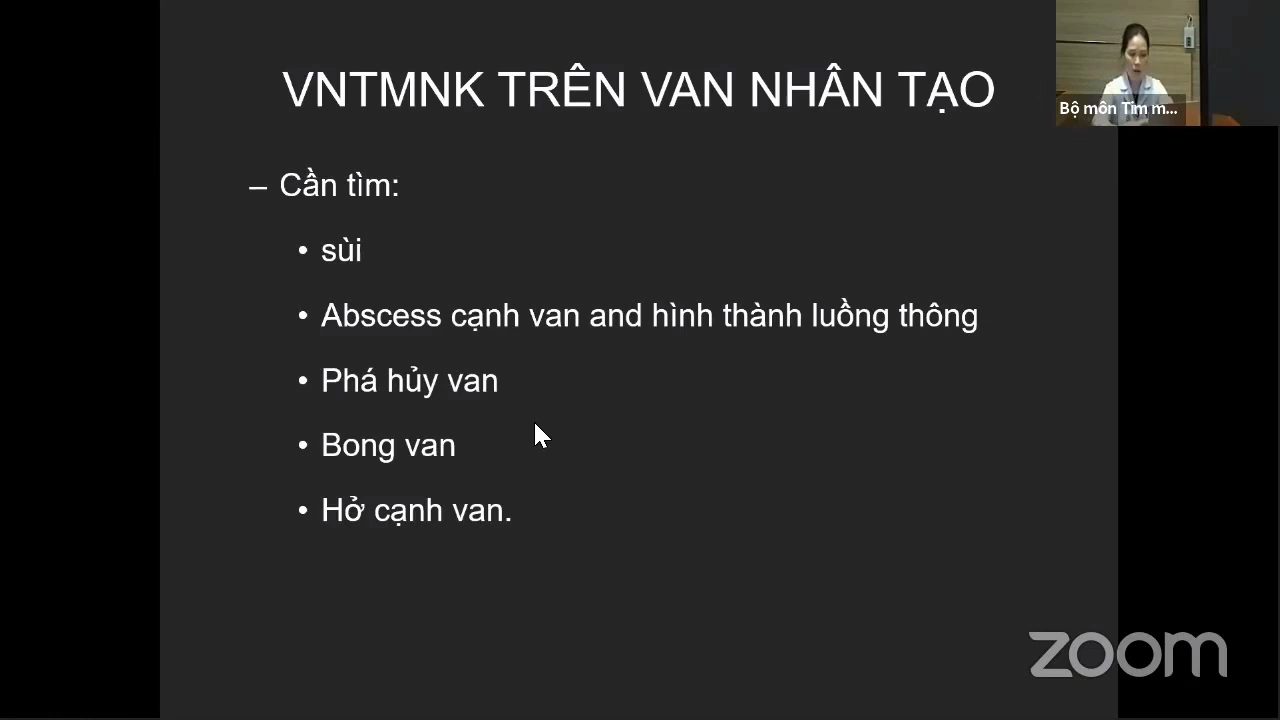 VNTMNK TRÊN VAN NHÂN TẠO
Bộ môn Tim m...
– Cần tìm:
• sùi
• Abscess cạnh van and hình thành luồng thông
• Phá hủy van
• Bong van
• Hở cạnh van.
zoom